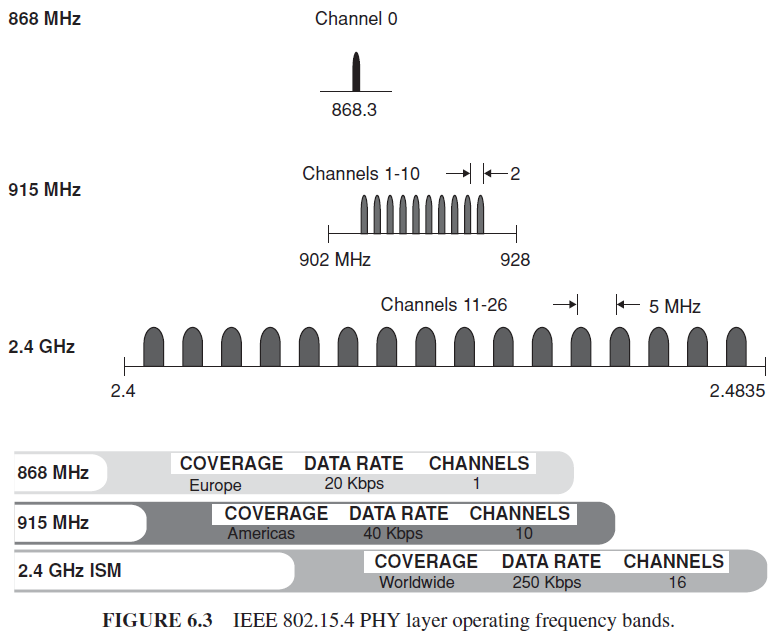 868 MHz
Channel 0
868.3
915 MHz
Channels 1-10
2
902 MHz
928
2.4 GHz
Channels 11-26
5 MHz
2.4
2.4835
868 MHz
COVERAGE DATA RATE CHANNELS
Europe 20 Kbps 1
915 MHz
COVERAGE DATA RATE CHANNELS
Americas 40 Kbps 10
2.4 GHz ISM
COVERAGE DATA RATE CHANNELS
Worldwide 250 Kbps 16
FIGURE 6.3 IEEE 802.15.4 PHY layer operating frequency bands.